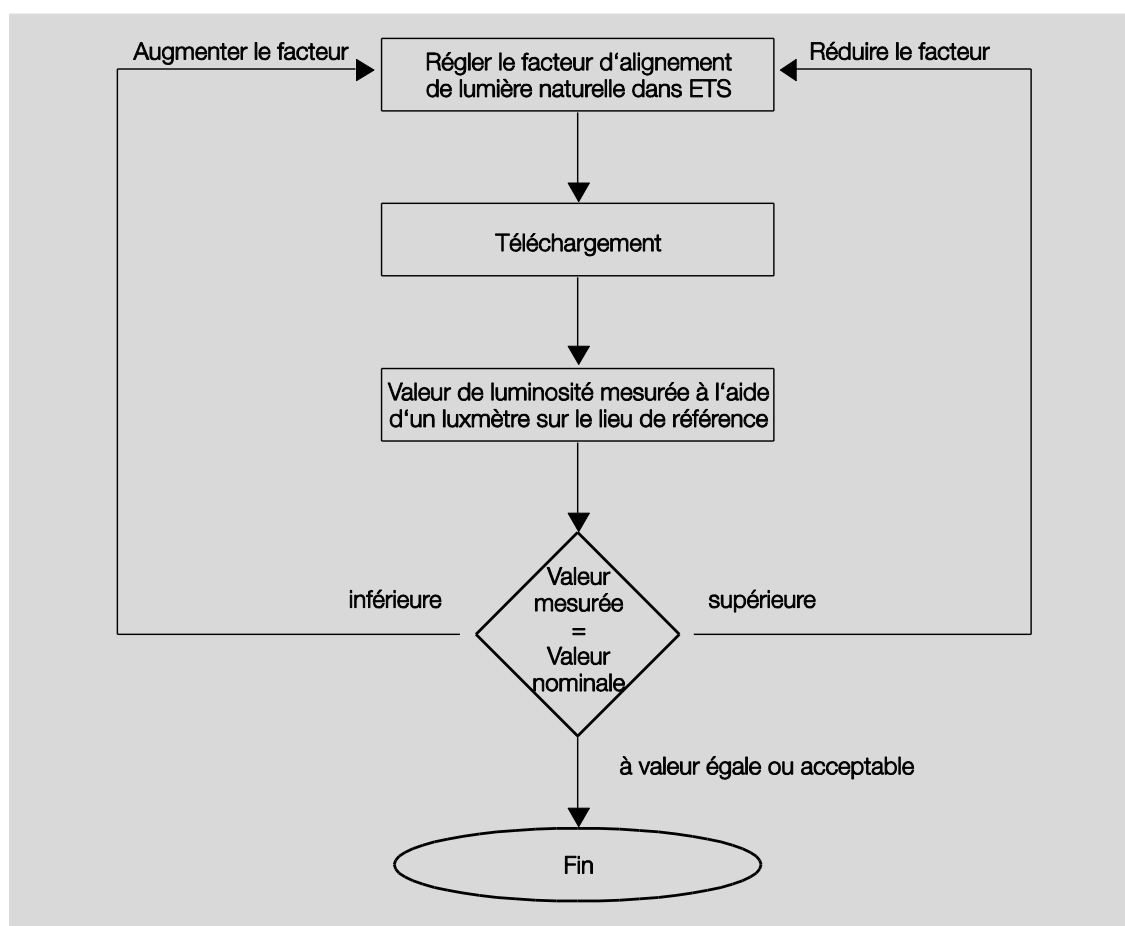 Augmenter le facteur
Régler le facteur d‘alignement
de lumière naturelle dans ETS
Réduire le facteur
Téléchargement
Valeur de luminosité mesurée à l‘aide
d‘un luxmètre sur le lieu de référence
Valeur
mesurée
=
Valeur
nominale
inférieure
supérieure
à valeur égale ou acceptable
Fin